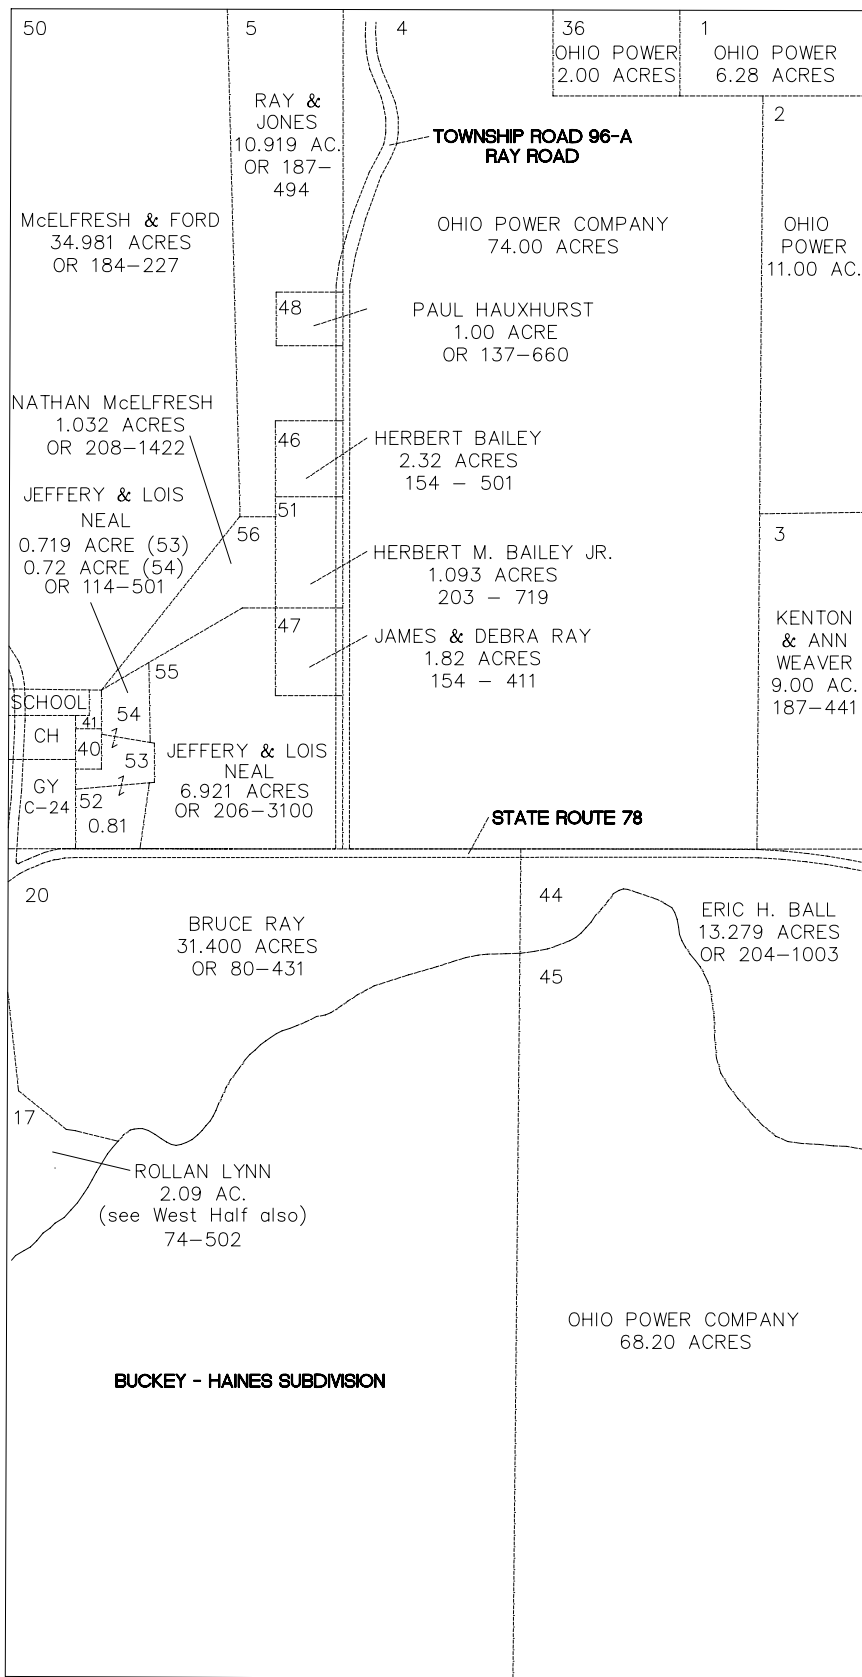 50
5
4
36
1
OHIO POWER
2.00 ACRES
OHIO POWER
6.28 ACRES
RAY &
JONES
10.919 AC.
OR 187-
494
2
TOWNSHIP ROAD 96-A
RAY ROAD
McELFRESH & FORD
34.981 ACRES
OR 184-227
OHIO POWER COMPANY
74.00 ACRES
OHIO
POWER
11.00 AC.
48
PAUL HAUXHURST
1.00 ACRE
OR 137-660
NATHAN McELFRESH
1.032 ACRES
OR 208-1422
46
HERBERT BAILEY
2.32 ACRES
154 - 501
JEFFERY & LOIS
NEAL
0.719 ACRE (53)
0.72 ACRE (54)
OR 114-501
51
56
3
HERBERT M. BAILEY JR.
1.093 ACRES
203 - 719
47
JAMES & DEBRA RAY
1.82 ACRES
154 - 411
KENTON
& ANN
WEAVER
9.00 AC.
187-441
55
SCHOOL
41
54
CH
40
53
JEFFERY & LOIS
NEAL
6.921 ACRES
OR 206-3100
GY
C-24
52
0.81
STATE ROUTE 78
20
BRUCE RAY
31.400 ACRES
OR 80-431
44
ERIC H. BALL
13.279 ACRES
OR 204-1003
45
17
ROLLAN LYNN
2.09 AC.
(see West Half also)
74-502
OHIO POWER COMPANY
68.20 ACRES
BUCKEY - HAINES SUBDIVISION